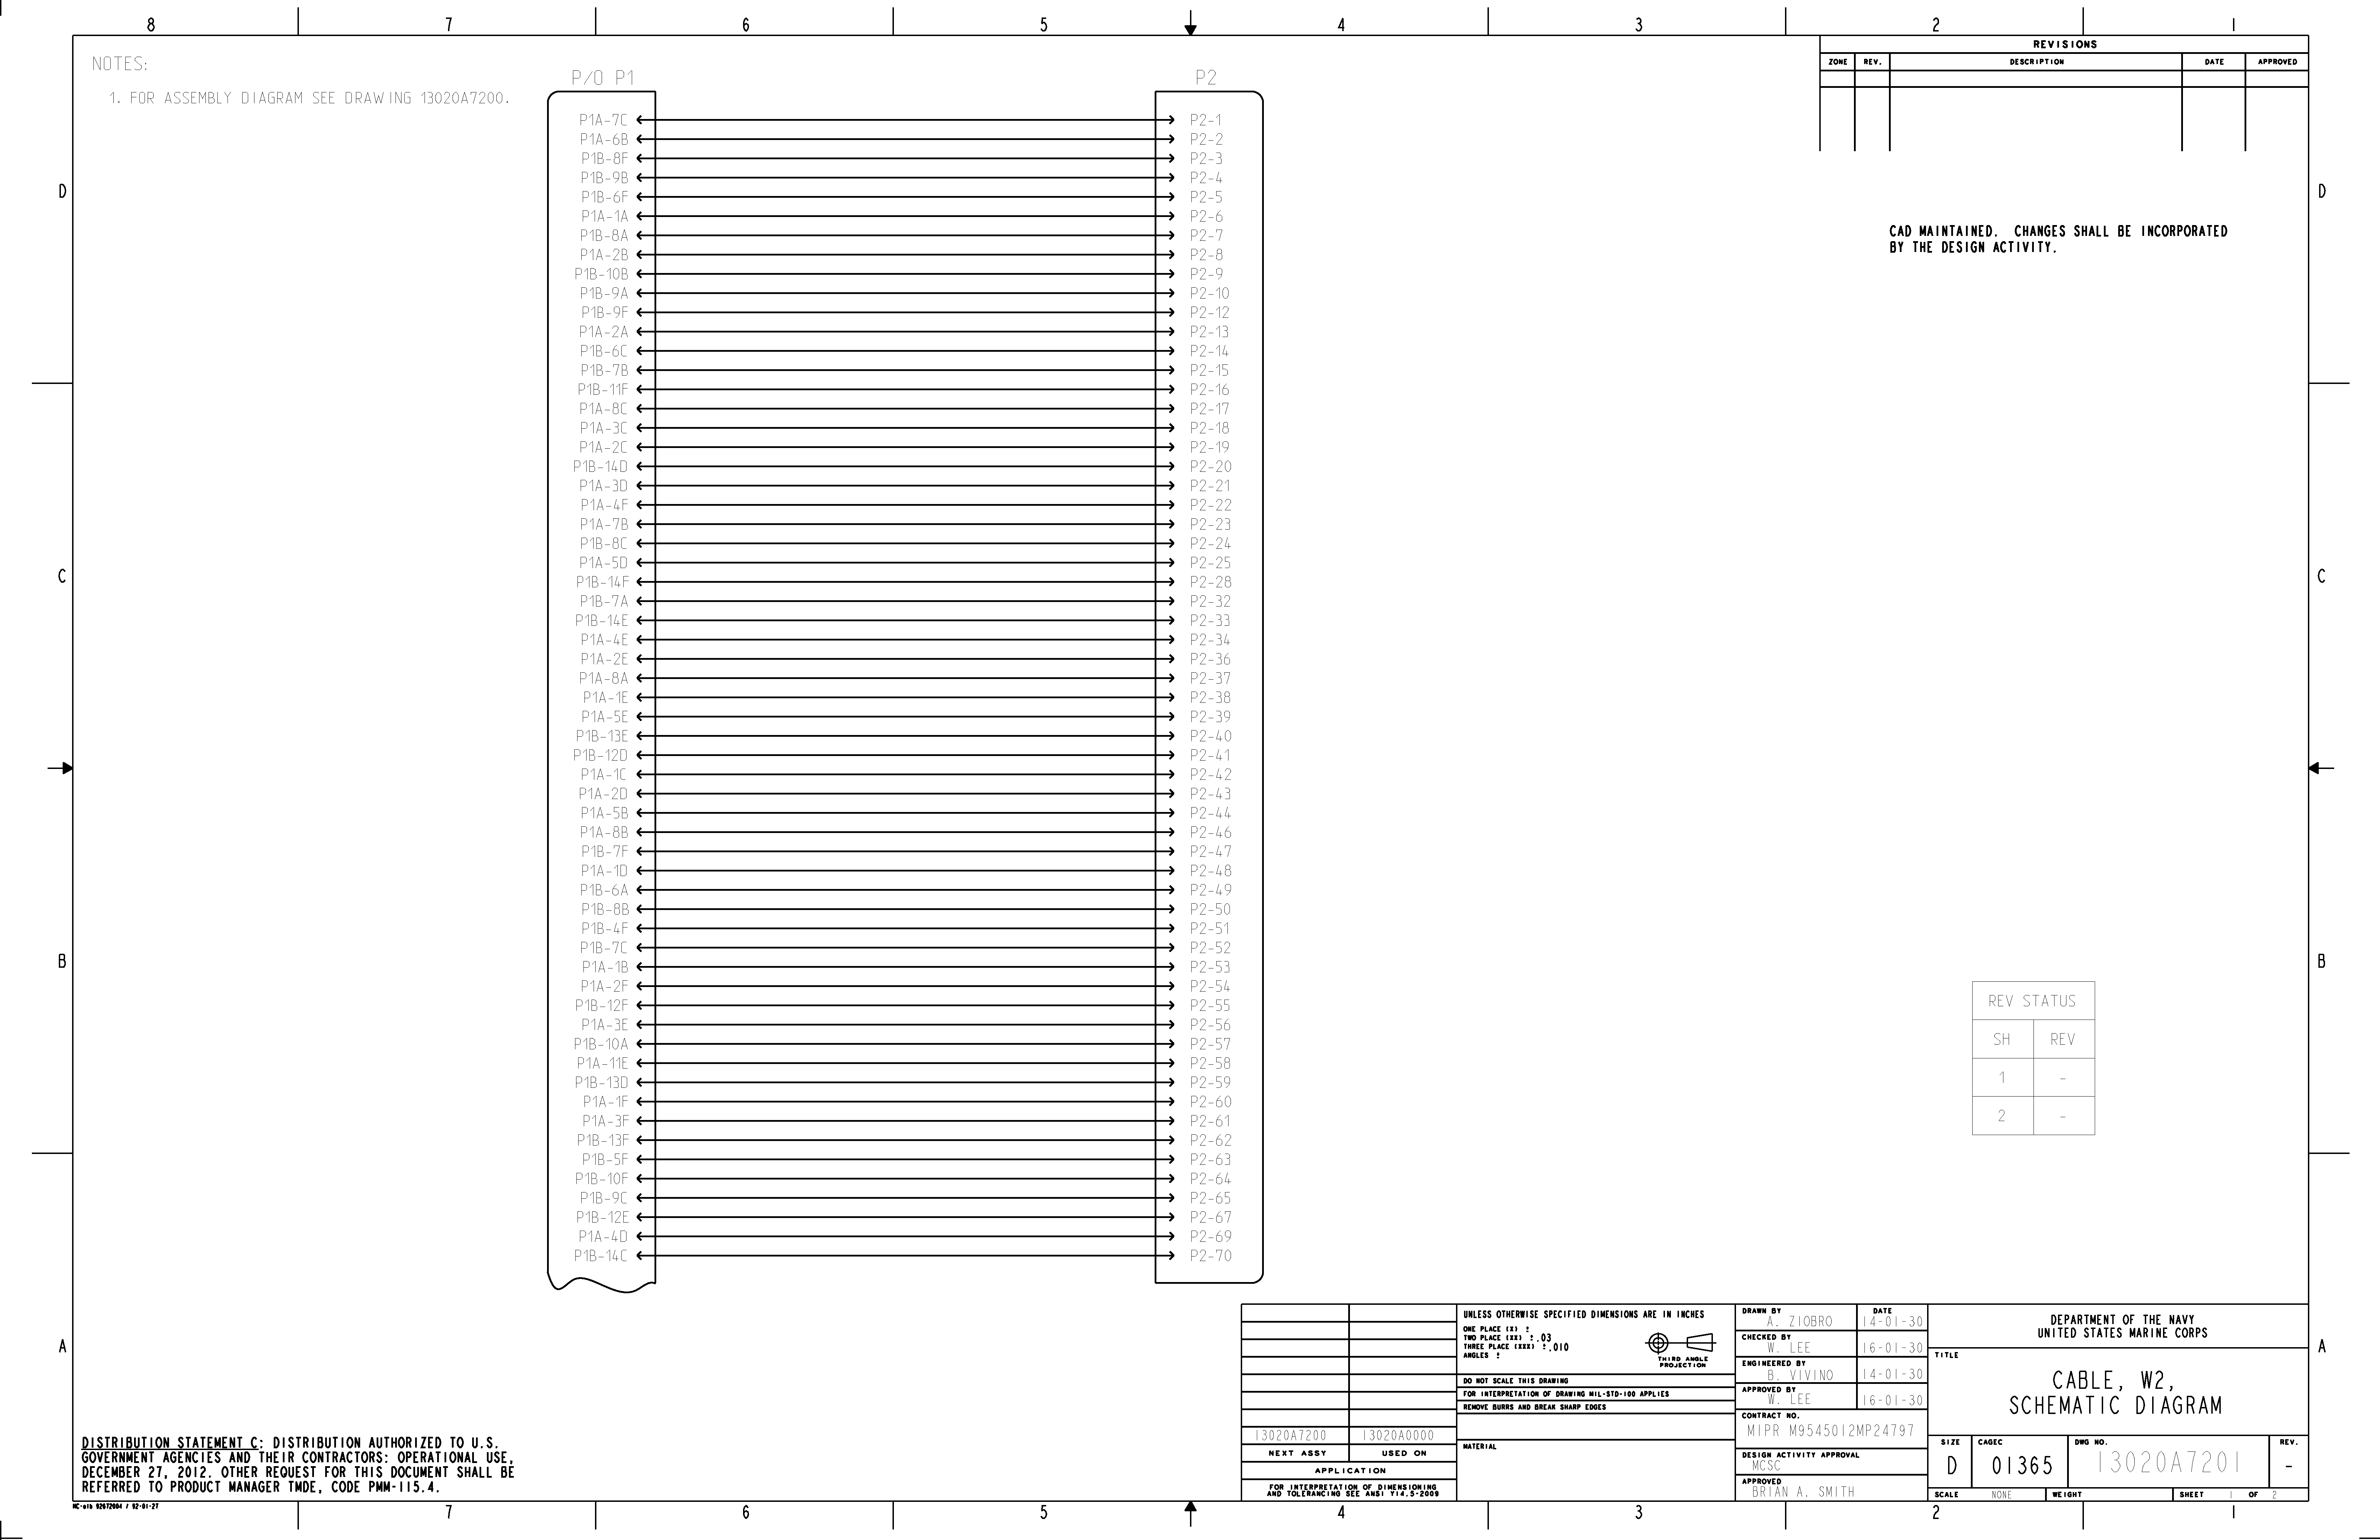 8 7 6 5 4 3 2 1
NOTES:
1. FOR ASSEMBLY DIAGRAM SEE DRAWING 13020A7200.
P/O P1 P2
P1A-7C P2-1
P1A-6B P2-2
P1B-8F P2-3
P1B-9B P2-4
P1B-6F P2-5
P1A-1A P2-6
P1B-8A P2-7
P1A-2B P2-8
P1B-10B P2-9
P1B-9A P2-10
P1B-9F P2-12
P1A-2A P2-13
P1B-6C P2-14
P1B-7B P2-15
P1B-11F P2-16
P1A-8C P2-17
P1A-3C P2-18
P1A-2C P2-19
P1B-14D P2-20
P1A-3D P2-21
P1A-4F P2-22
P1A-7B P2-23
P1B-8C P2-24
P1A-5D P2-25
P1B-14F P2-28
P1B-7A P2-32
P1B-14E P2-33
P1A-4E P2-34
P1A-2E P2-36
P1A-8A P2-37
P1A-1E P2-38
P1A-5E P2-39
P1B-13E P2-40
P1B-12D P2-41
P1A-1C P2-42
P1A-2D P2-43
P1A-5B P2-44
P1A-8B P2-46
P1B-7F P2-47
P1A-1D P2-48
P1B-6A P2-49
P1B-8B P2-50
P1B-4F P2-51
P1B-7C P2-52
P1A-1B P2-53
P1A-2F P2-54
P1B-12F P2-55
P1A-3E P2-56
P1B-10A P2-57
P1A-11E P2-58
P1B-13D P2-59
P1A-1F P2-60
P1A-3F P2-61
P1B-13F P2-62
P1B-5F P2-63
P1B-10F P2-64
P1B-9C P2-65
P1B-12E P2-67
P1A-4D P2-69
P1B-14C P2-70
REVISIONS
ZONE REV. DESCRIPTION DATE APPROVED
D D
CAD MAINTAINED. CHANGES SHALL BE INCORPORATED
BY THE DESIGN ACTIVITY.
C C
B B
REV STATUS
SH REV
1 -
2 -
A A
DISTRIBUTION STATEMENT C: DISTRIBUTION AUTHORIZED TO U.S.
GOVERNMENT AGENCIES AND THEIR CONTRACTORS: OPERATIONAL USE,
DECEMBER 27, 2012. OTHER REQUEST FOR THIS DOCUMENT SHALL BE
REFERRED TO PRODUCT MANAGER TMDE, CODE PMM-115.4.
13020A7200 13020A0000
NEXT ASSY USED ON
APPLICATION
FOR INTERPRETATION OF DIMENSIONING
AND TOLERANCING SEE ANSI Y14.5-2009
UNLESS OTHERWISE SPECIFIED DIMENSIONS ARE IN INCHES
ONE PLACE (X) ±
TWO PLACE (XX) ± .03
THREE PLACE (XXX) ± .010
ANGLES ±
THIRD ANGLE
PROJECTION
DO NOT SCALE THIS DRAWING
FOR INTERPRETATION OF DRAWING MIL-STD-100 APPLIES
REMOVE BURRS AND BREAK SHARP EDGES
MATERIAL
DRAWN BY DATE
A. ZIOBRO 14-01-30
CHECKED BY
W. LEE 16-01-30
ENGINEERED BY
B. VIVINO 14-01-30
APPROVED BY
W. LEE 16-01-30
CONTRACT NO.
MIPR M9545012MP24797
DESIGN ACTIVITY APPROVAL
MCSC
APPROVED
BRIAN A. SMITH
DEPARTMENT OF THE NAVY
UNITED STATES MARINE CORPS
TITLE
CABLE, W2,
SCHEMATIC DIAGRAM
SIZE CAGEC DWG NO. REV.
D 01365 13020A7201 -
SCALE NONE WEIGHT SHEET 1 OF 2
7 6 5 4 3 2 1